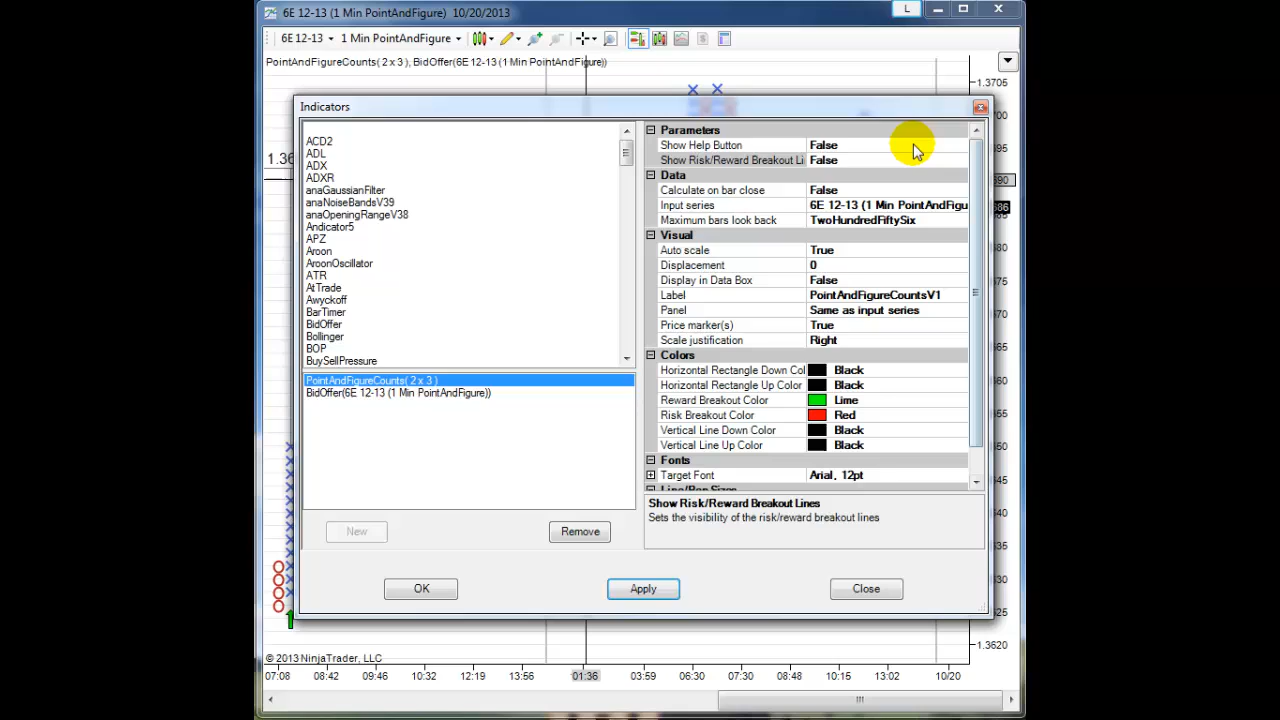 6E 12-13 (1 Min PointAndFigure) 10/20/2013
L
6E 12-13 1 Min PointAndFigure
PointAndFigureCounts( 2 x 3 ), BidOffer(6E 12-13 (1 Min PointAndFigure))
1.3705
Indicators
ACD2
ADL
ADX
ADXR
anaGaussianFilter
anaNoiseBandsV39
anaOpeningRangeV38
Andicator5
APZ
Aroon
AroonOscillator
ATR
AtTrade
Awyckoff
BarTimer
BidOffer
Bollinger
BOP
BuySellPressure
PointAndFigureCounts( 2 x 3 )
BidOffer(6E 12-13 (1 Min PointAndFigure))
New
Remove
Parameters
Show Help Button False
Show Risk/Reward Breakout Li False
Data
Calculate on bar close False
Input series 6E 12-13 (1 Min PointAndFigu
Maximum bars look back TwoHundredFiftySix
Visual
Auto scale True
Displacement 0
Display in Data Box False
Label PointAndFigureCountsV1
Panel Same as input series
Price marker(s) True
Scale justification Right
Colors
Horizontal Rectangle Down Col Black
Horizontal Rectangle Up Color Black
Reward Breakout Color Lime
Risk Breakout Color Red
Vertical Line Down Color Black
Vertical Line Up Color Black
Fonts
Target Font Arial, 12pt
Show Risk/Reward Breakout Lines
Sets the visibility of the risk/reward breakout lines
OK
Apply
Close
1.3620
© 2013 NinjaTrader, LLC
07:08 08:42 09:46 10:32 12:19 13:56 01:36 03:59 06:30 07:30 08:48 10:15 13:02 10/20